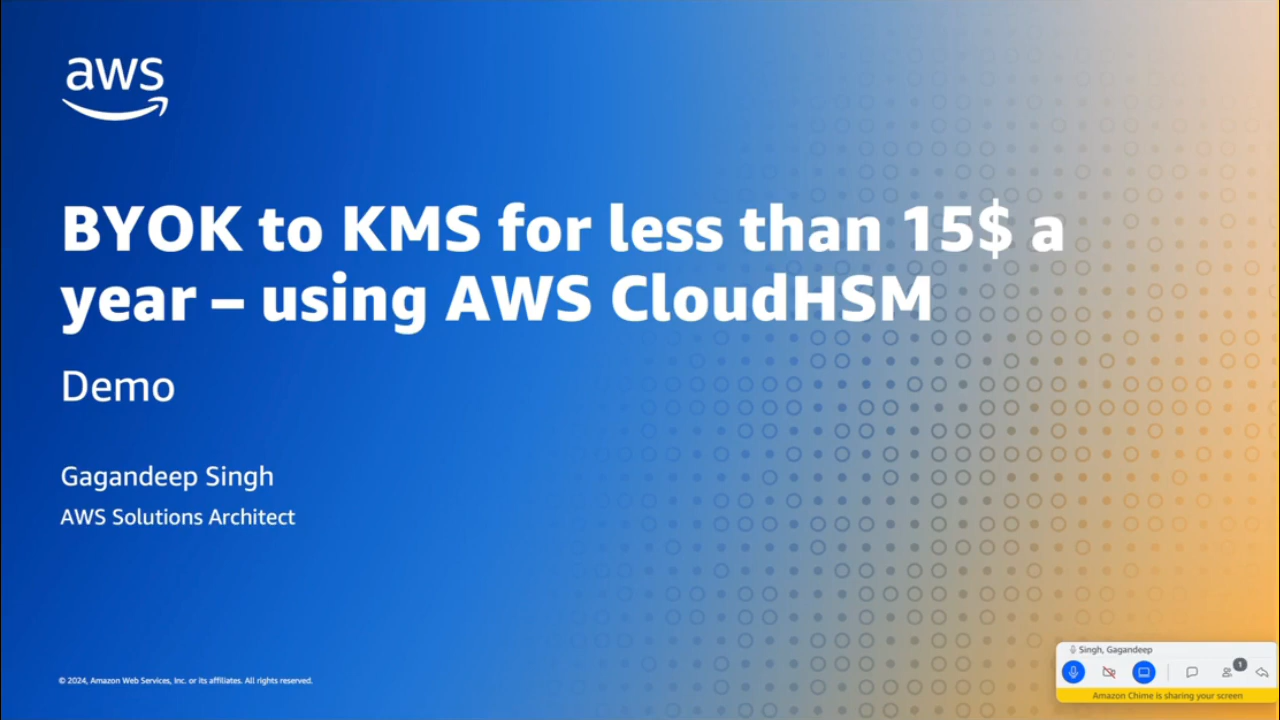 aws
BYOK to KMS for less than 15$ a
year – using AWS CloudHSM
Demo
Gagandeep Singh
AWS Solutions Architect
© 2024, Amazon Web Services, Inc. or its affiliates. All rights reserved.
Singh, Gagandeep
1
Amazon Chime is sharing your screen